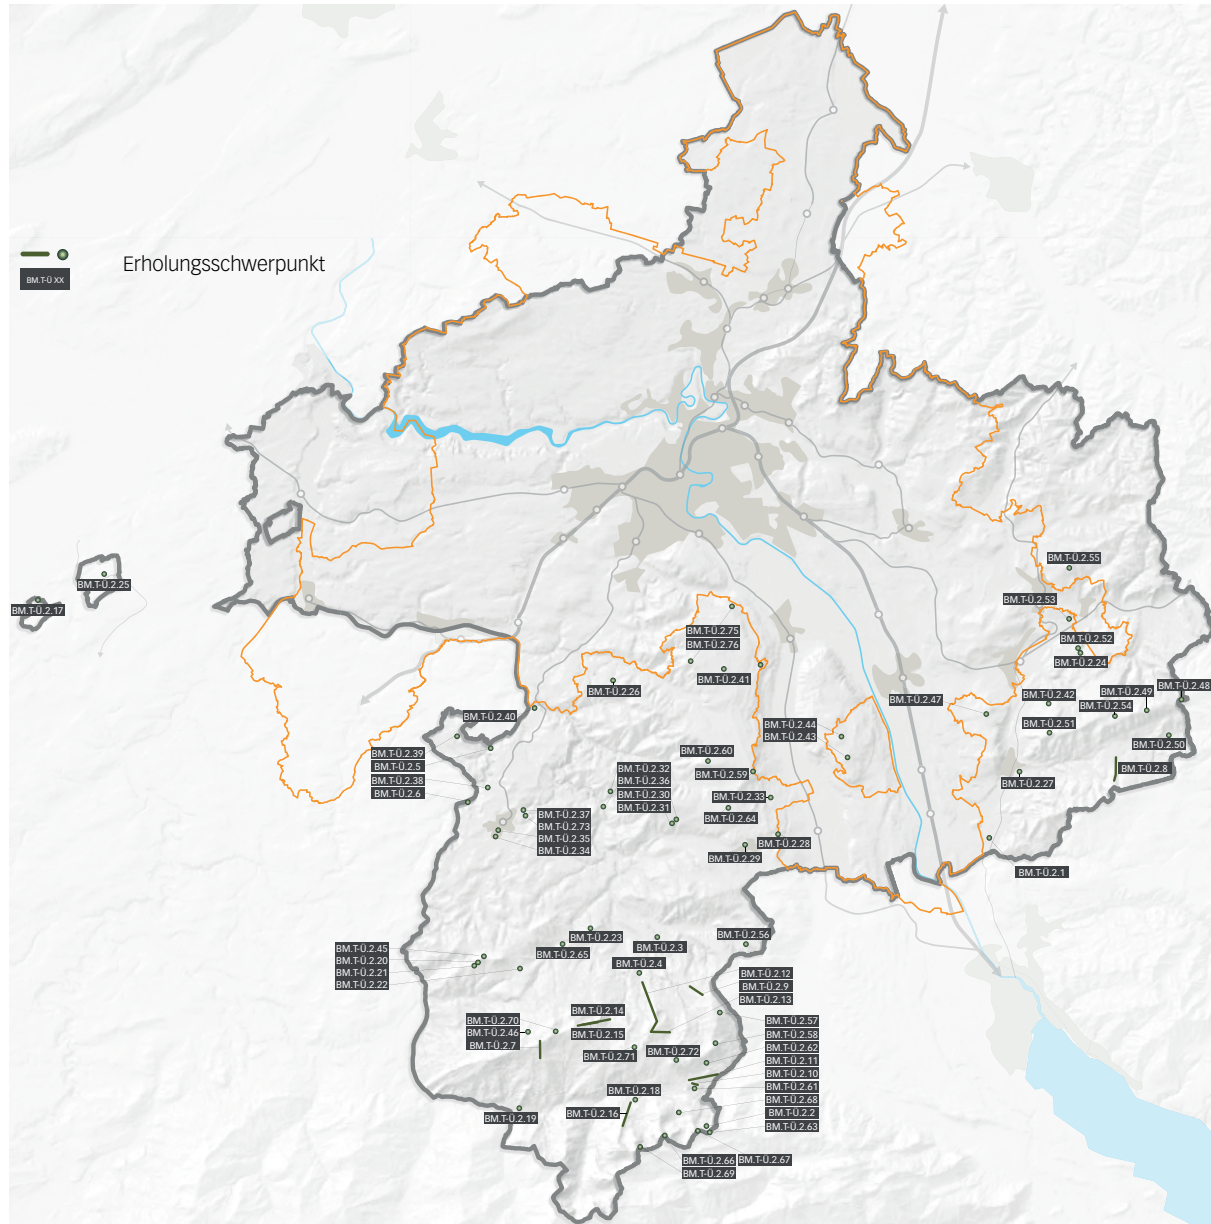 Erholungsschwerpunkt
BM.T-Ü XX
BM.T-Ü.2.55
BM.T-Ü.2.25
BM.T-Ü.2.17
BM.T-Ü.2.53
BM.T-Ü.2.75
BM.T-Ü.2.76
BM.T-Ü.2.52
BM.T-Ü.2.24
BM.T-Ü.2.41
BM.T-Ü.2.26
BM.T-Ü.2.48
BM.T-Ü.2.49
BM.T-Ü.2.42
BM.T-Ü.2.47
BM.T-Ü.2.54
BM.T-Ü.2.40
BM.T-Ü.2.51
BM.T-Ü.2.44
BM.T-Ü.2.43
BM.T-Ü.2.50
BM.T-Ü.2.39
BM.T-Ü.2.5
BM.T-Ü.2.38
BM.T-Ü.2.6
BM.T-Ü.2.60
BM.T-Ü.2.32
BM.T-Ü.2.36
BM.T-Ü.2.30
BM.T-Ü.2.31
BM.T-Ü.2.59
BM.T-Ü.2.8
BM.T-Ü.2.27
BM.T-Ü.2.33
BM.T-Ü.2.64
BM.T-Ü.2.37
BM.T-Ü.2.73
BM.T-Ü.2.35
BM.T-Ü.2.34
BM.T-Ü.2.28
BM.T-Ü.2.29
BM.T-Ü.2.1
BM.T-Ü.2.56
BM.T-Ü.2.23
BM.T-Ü.2.3
BM.T-Ü.2.65
BM.T-Ü.2.4
BM.T-Ü.2.45
BM.T-Ü.2.20
BM.T-Ü.2.21
BM.T-Ü.2.22
BM.T-Ü.2.12
BM.T-Ü.2.9
BM.T-Ü.2.13
BM.T-Ü.2.14
BM.T-Ü.2.15
BM.T-Ü.2.70
BM.T-Ü.2.46
BM.T-Ü.2.7
BM.T-Ü.2.71
BM.T-Ü.2.72
BM.T-Ü.2.57
BM.T-Ü.2.58
BM.T-Ü.2.62
BM.T-Ü.2.11
BM.T-Ü.2.10
BM.T-Ü.2.61
BM.T-Ü.2.68
BM.T-Ü.2.2
BM.T-Ü.2.63
BM.T-Ü.2.18
BM.T-Ü.2.16
BM.T-Ü.2.19
BM.T-Ü.2.66 BM.T-Ü.2.67
BM.T-Ü.2.69